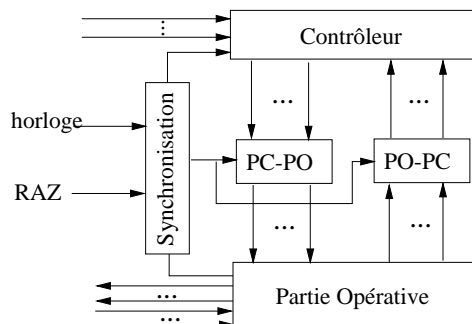 Contrôleur
horloge
Synchronisation
PC-PO
PO-PC
RAZ
Partie Opérative